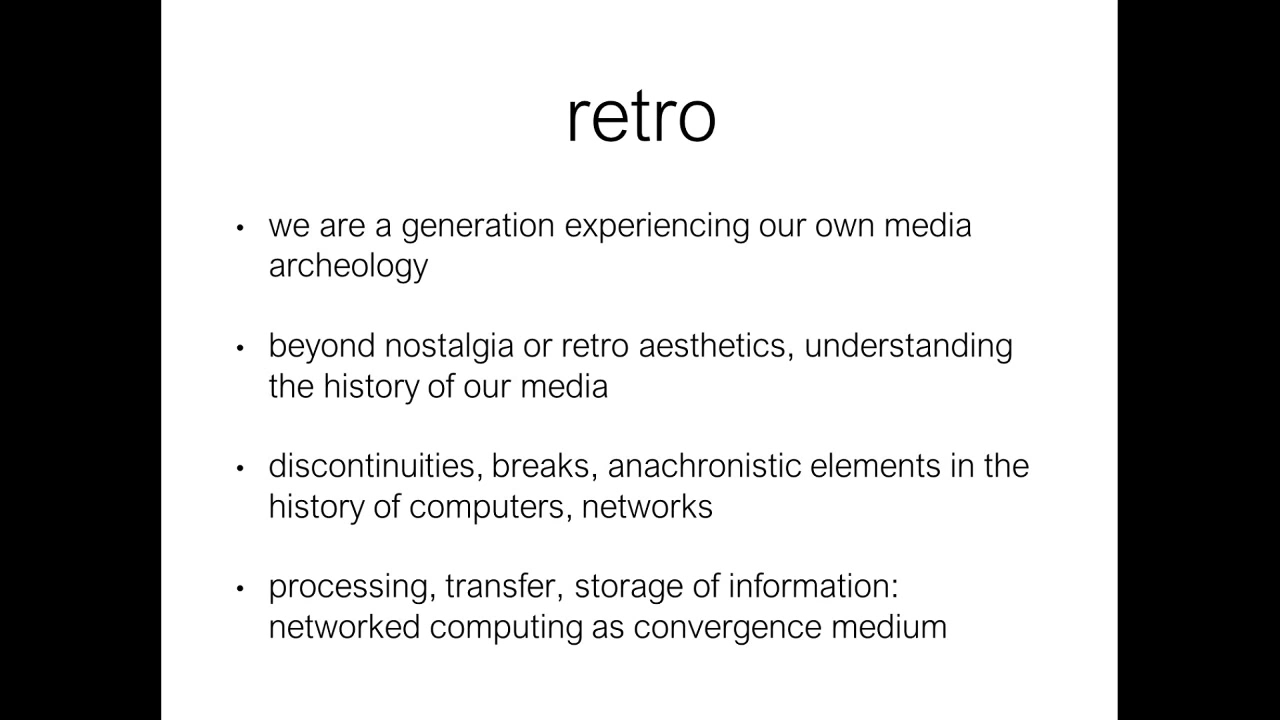 retro
• we are a generation experiencing our own media
archeology
• beyond nostalgia or retro aesthetics, understanding
the history of our media
• discontinuities, breaks, anachronistic elements in the
history of computers, networks
• processing, transfer, storage of information:
networked computing as convergence medium